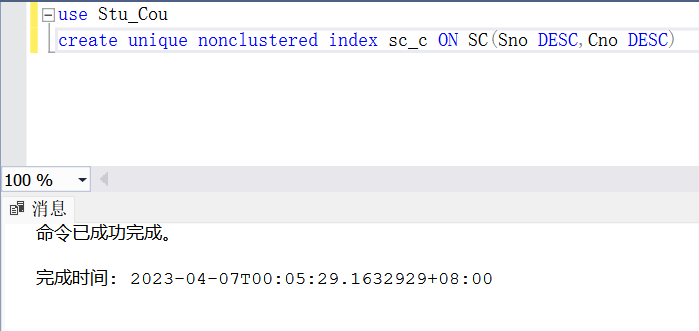 use Stu_Cou
create unique nonclustered index sc_c ON SC(Sno DESC,Cno DESC)
100 %
消息
命令已成功完成。
完成时间: 2023-04-07T00:05:29.1632929+08:00